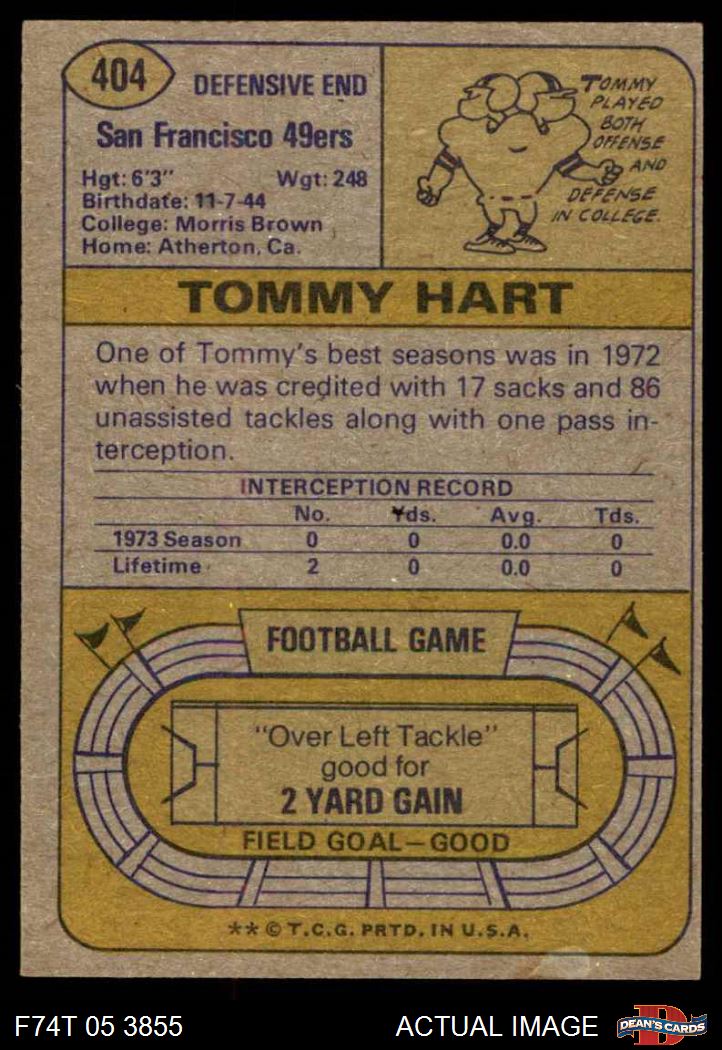 404
DEFENSIVE END
San Francisco 49ers
Hgt: 6'3" Wgt: 248
Birthdate: 11-7-44
College: Morris Brown
Home: Atherton, Ca.
TOMMY
PLAYED
BOTH
OFFENSE
AND
DEFENSE
IN COLLEGE.
TOMMY HART
One of Tommy's best seasons was in 1972
when he was credited with 17 sacks and 86
unassisted tackles along with one pass in-
terception.
INTERCEPTION RECORD
No. Yds. Avg. Tds.
1973 Season 0 0 0.0 0
Lifetime 2 0 0.0 0
FOOTBALL GAME
"Over Left Tackle"
good for
2 YARD GAIN
FIELD GOAL—GOOD
** © T.C.G. PRTD. IN U.S.A.
F74T 05 3855 ACTUAL IMAGE
D
DEAN'S CARDS